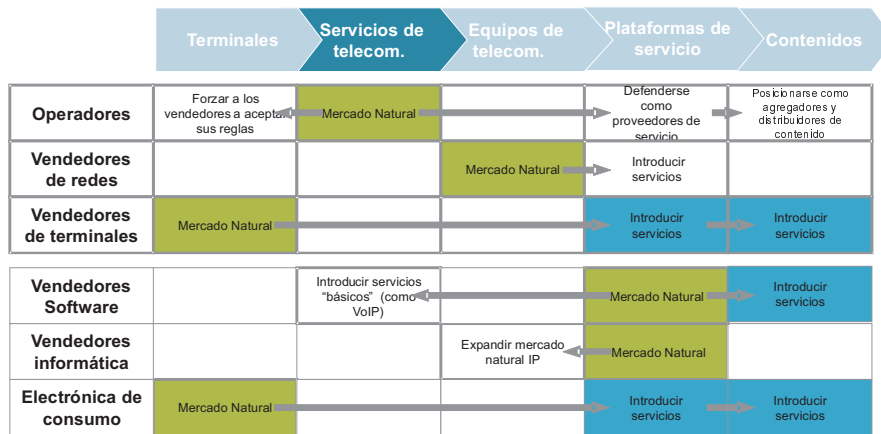 Terminales
Servicios de
telecom.
Equipos de
telecom.
Plataformas de
servicio
Contenidos
Operadores
Forzar a los
vendedores a aceptar
sus reglas
Mercado Natural
Defenderse
como
proveedores de
servicio
Posicionarse como
agregadores y
distribuidores de
contenido
Vendedores
de redes
Mercado Natural
Introducir
servicios
Vendedores
de terminales
Mercado Natural
Introducir
servicios
Introducir
servicios
Vendedores
Software
Introducir servicios
“básicos” (como
VoIP)
Mercado Natural
Introducir
servicios
Vendedores
informática
Expandir mercado
natural IP
Mercado Natural
Electrónica de
consumo
Mercado Natural
Introducir
servicios
Introducir
servicios